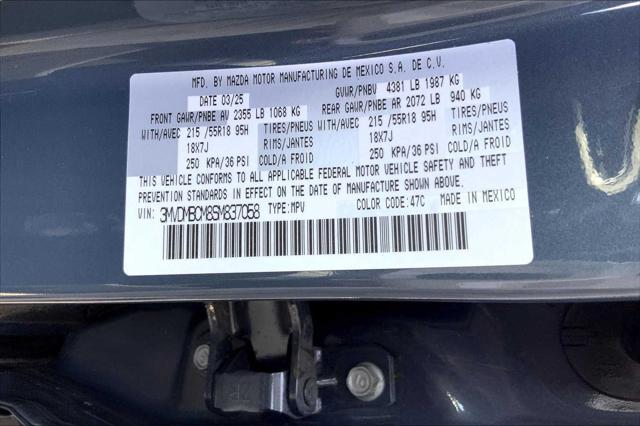 MFD. BY MAZDA MOTOR MANUFACTURING DE MEXICO S.A. DE C.V.
DATE 03/25 GVWR/PNBV 4381 LB 1987 KG
FRONT GAWR/PNBE AV 2355 LB 1068 KG REAR GAWR/PNBE AR 2072 LB 940 KG
WITH/AVEC 215 /55R18 95H TIRES/PNEUS WITH/AVEC 215 /55R18 95H TIRES/PNEUS
18X7J RIMS/JANTES 18X7J RIMS/JANTES
250 KPA/36 PSI COLD/A FROID 250 KPA/36 PSI COLD/A FROID
THIS VEHICLE CONFORMS TO ALL APPLICABLE FEDERAL MOTOR VEHICLE SAFETY AND THEFT
PREVENTION STANDARDS IN EFFECT ON THE DATE OF MANUFACTURE SHOWN ABOVE.
VIN: 3MVDMBCM8SM837058 TYPE:MPV COLOR CODE:47C MADE IN MEXICO